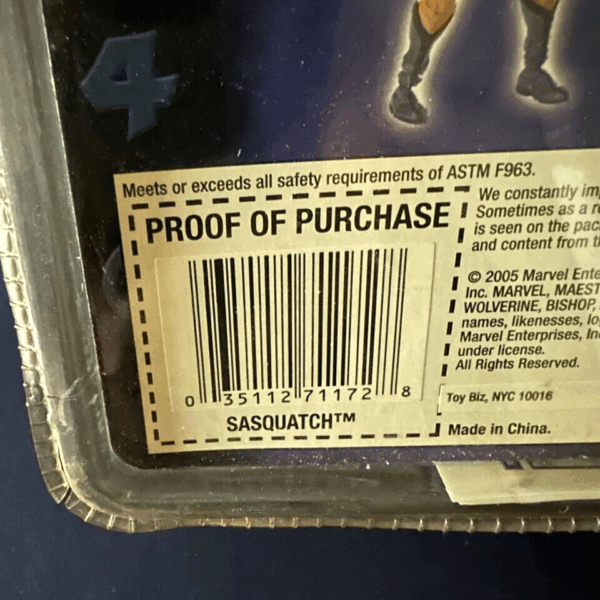 4
Meets or exceeds all safety requirements of ASTM F963.
PROOF OF PURCHASE
0 35112 71172 8
SASQUATCH™
We constantly im
Sometimes as a
is seen on the pac
and content from
© 2005 Marvel Ente
Inc. MARVEL, MAEST
WOLVERINE, BISHOP,
names, likenesses, lo
Marvel Enterprises, In
under license.
All Rights Reserved.
Toy Biz, NYC 10016
Made in China.